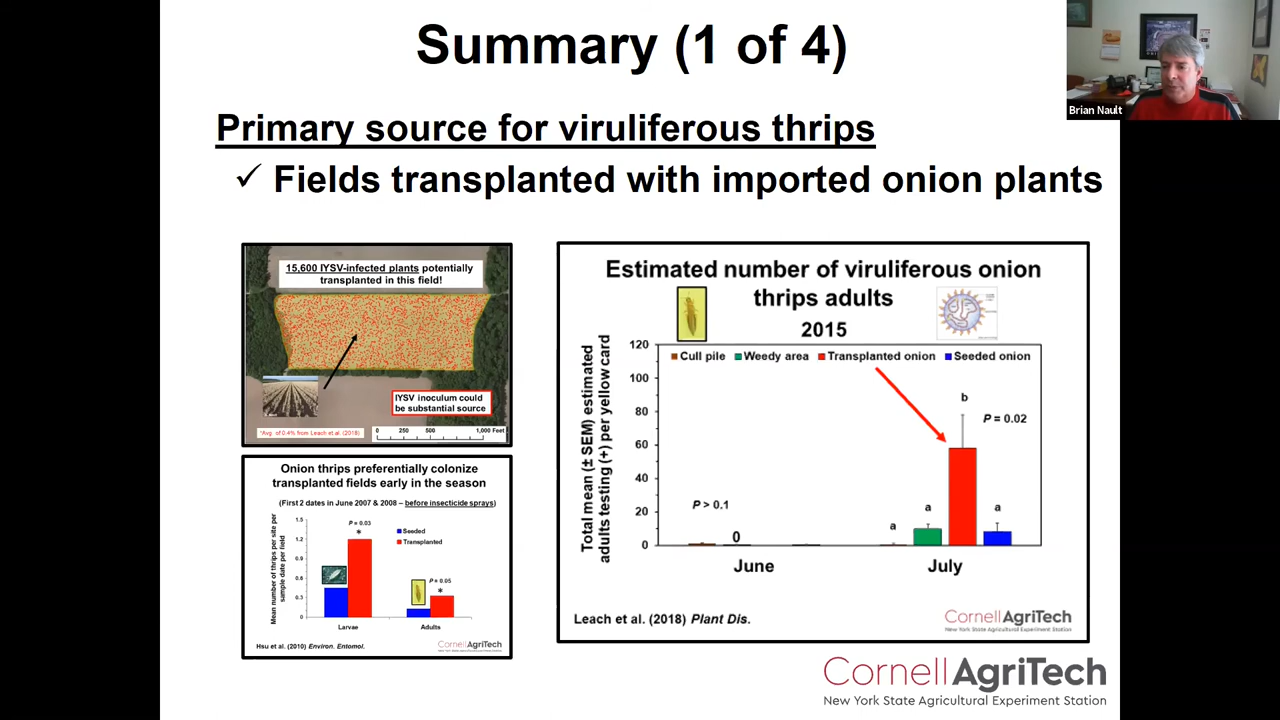 Summary (1 of 4)
Brian Nault
Primary source for viruliferous thrips
✓ Fields transplanted with imported onion plants
15,600 IYSV-infected plants potentially
transplanted in this field!
IYSV inoculum could
be substantial source
*Avg. of 0.4% from Leach et al. (2018)
0 250 500 1,000 Feet
Onion thrips preferentially colonize
transplanted fields early in the season
(First 2 dates in June 2007 & 2008 – before insecticide sprays)
Mean number of thrips per site per
sample date per field
1.5
1.2
0.9
0.6
0.3
0
P = 0.03
*
Seeded
Transplanted
P = 0.05
*
Larvae Adults
Hsu et al. (2010) Environ. Entomol.
CornellAgriTech
Estimated number of viruliferous onion
thrips adults
2015
Total mean (± SEM) estimated
adults testing (+) per yellow card
120
100
80
60
40
20
0
Cull pile Weedy area Transplanted onion Seeded onion
b
P = 0.02
P > 0.1
0
a a a
June July
Leach et al. (2018) Plant Dis.
CornellAgriTech
New York State Agricultural Experiment Station
CornellAgriTech
New York State Agricultural Experiment Station